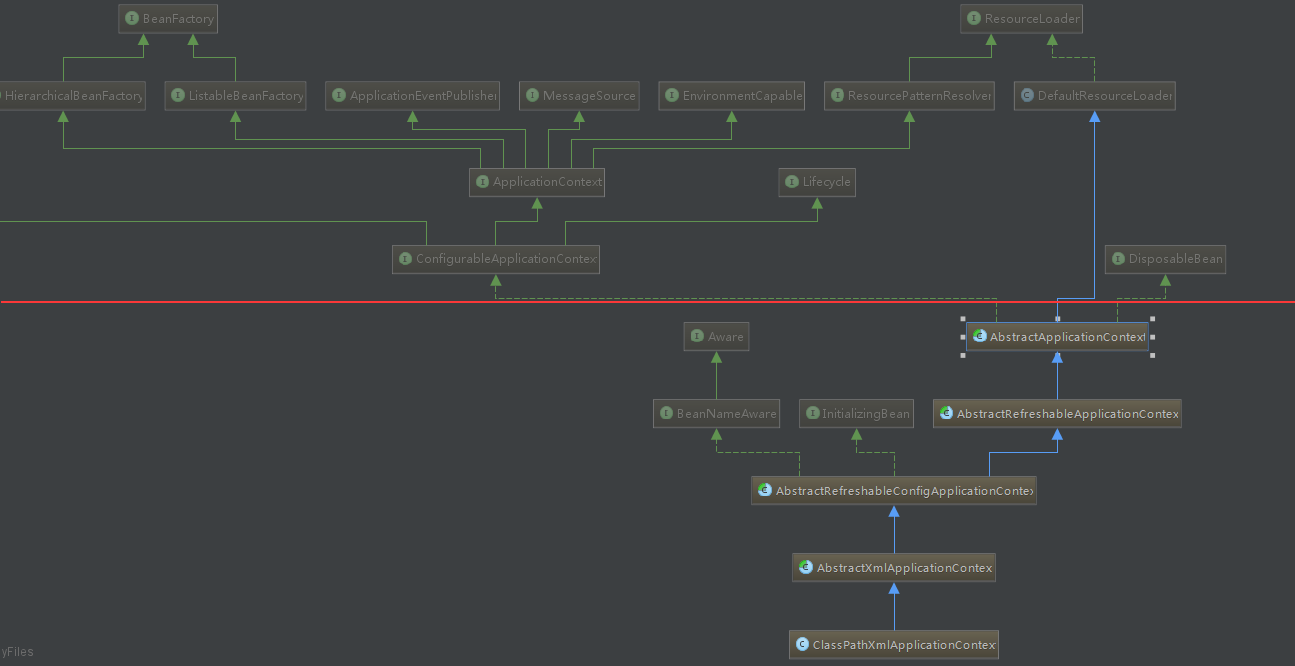 BeanFactory
ResourceLoader
HierarchicalBeanFactory
ListableBeanFactory
ApplicationEventPublisher
MessageSource
EnvironmentCapable
ResourcePatternResolver
DefaultResourceLoader
ApplicationContext
Lifecycle
ConfigurableApplicationContext
DisposableBean
Aware
AbstractApplicationContext
BeanNameAware
InitializingBean
AbstractRefreshableApplicationContex
AbstractRefreshableConfigApplicationContex
AbstractXmlApplicationContex
ClassPathXmlApplicationContex
yFiles